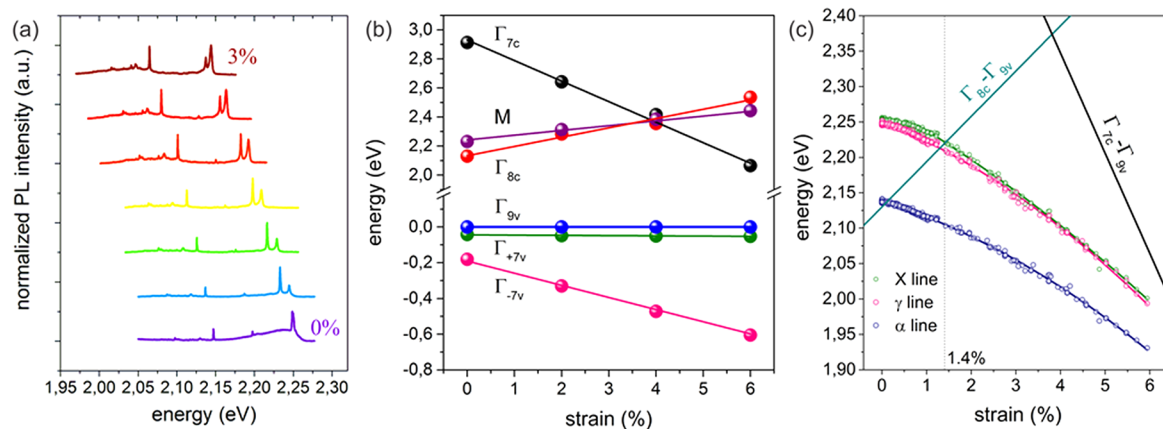 (a)
normalized PL intensity (a.u.)
3%
0%
1,95 2,00 2,05 2,10 2,15 2,20 2,25 2,30
energy (eV)
(b)
energy (eV)
3,0
2,8
2,6
2,4
2,2
2,0
0,0
-0,2
-0,4
-0,6
-0,8
Γ7c
M
Γ8c
Γ9v
Γ+7v
Γ-7v
0 1 2 3 4 5 6
strain (%)
(c)
energy (eV)
2,40
2,35
2,30
2,25
2,20
2,15
2,10
2,05
2,00
1,95
1,90
Γ8c-Γ9v
Γ7c-Γ9v
X line
γ line
α line
1.4%
0 1 2 3 4 5 6
strain (%)